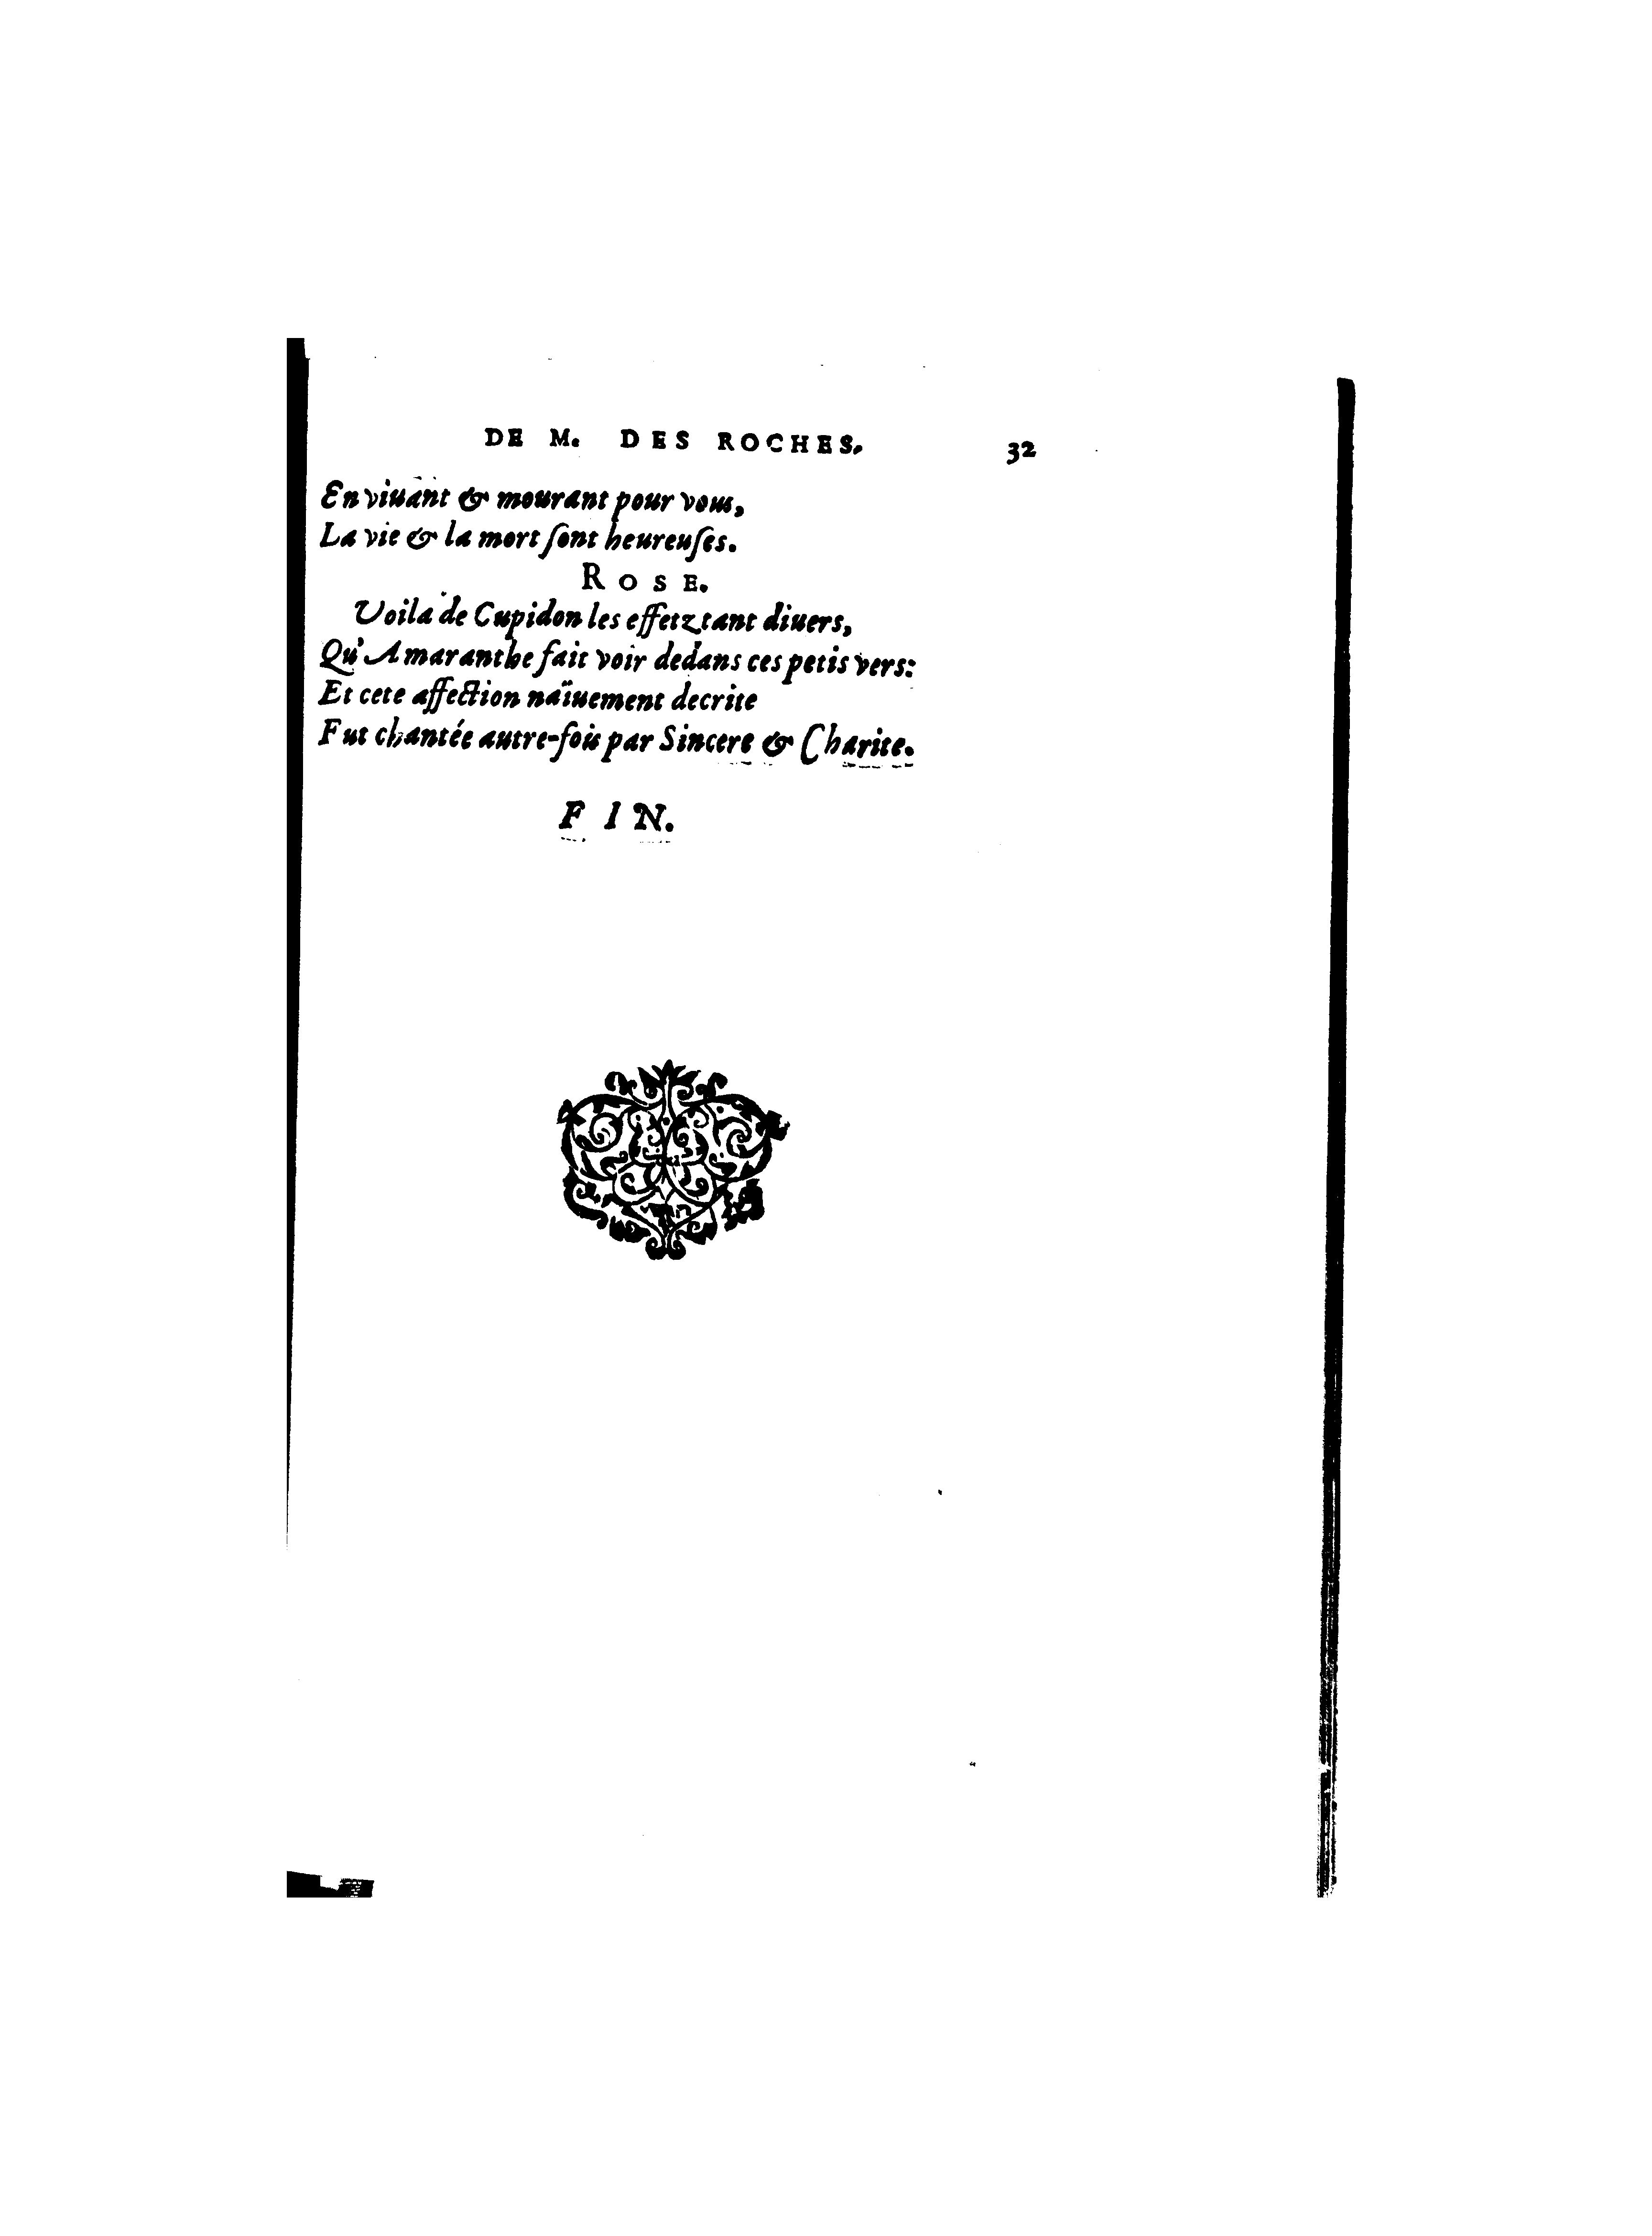 DE M. DES ROCHES. 32
En viuant & mourant pour vous,
La vie & la mort ſont heureuſes.
ROSE.
Voila de Cupidon les effetz tant diuers,
Qu'Amaranthe fait voir dedans ces petis vers:
Et cete affection naïuement decrite
Fut chantée autre-fois par Sincere & Charite.
FIN.